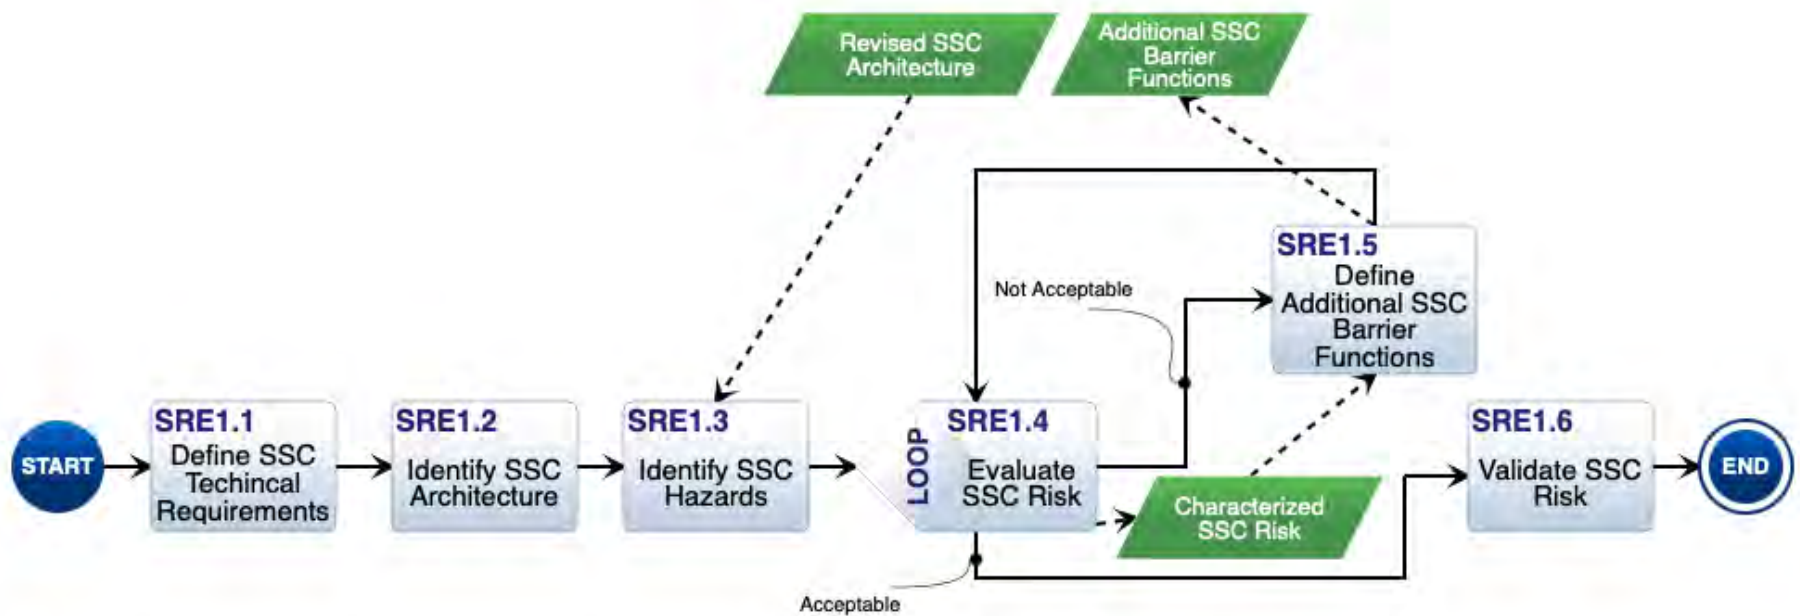 Revised SSC
Architecture
Additional SSC
Barrier
Functions
SRE1.5
Define
Additional SSC
Barrier
Functions
Not Acceptable
START
SRE1.1
Define SSC
Techincal
Requirements
SRE1.2
Identify SSC
Architecture
SRE1.3
Identify SSC
Hazards
LOOP
SRE1.4
Evaluate
SSC Risk
Characterized
SSC Risk
SRE1.6
Validate SSC
Risk
END
Acceptable